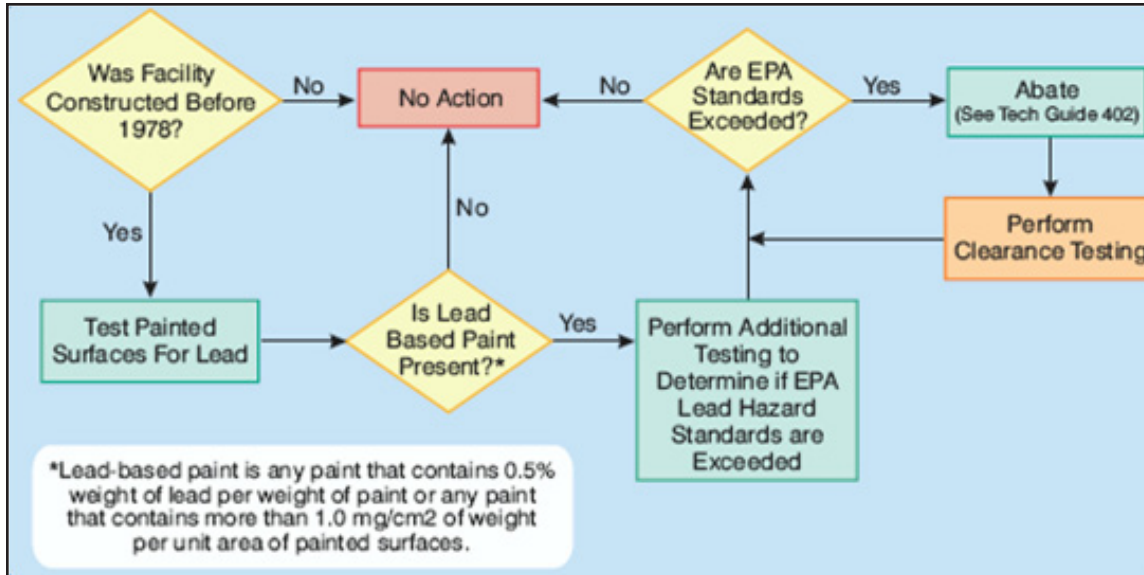 Was Facility
Constructed Before
1978?
No
No Action
No
Are EPA
Standards
Exceeded?
Yes
Abate
(See Tech Guide 402)
Yes
No
Perform
Clearance Testing
Test Painted
Surfaces For Lead
Is Lead
Based Paint
Present?*
Yes
Perform Additional
Testing to
Determine if EPA
Lead Hazard
Standards are
Exceeded
*Lead-based paint is any paint that contains 0.5%
weight of lead per weight of paint or any paint
that contains more than 1.0 mg/cm2 of weight
per unit area of painted surfaces.